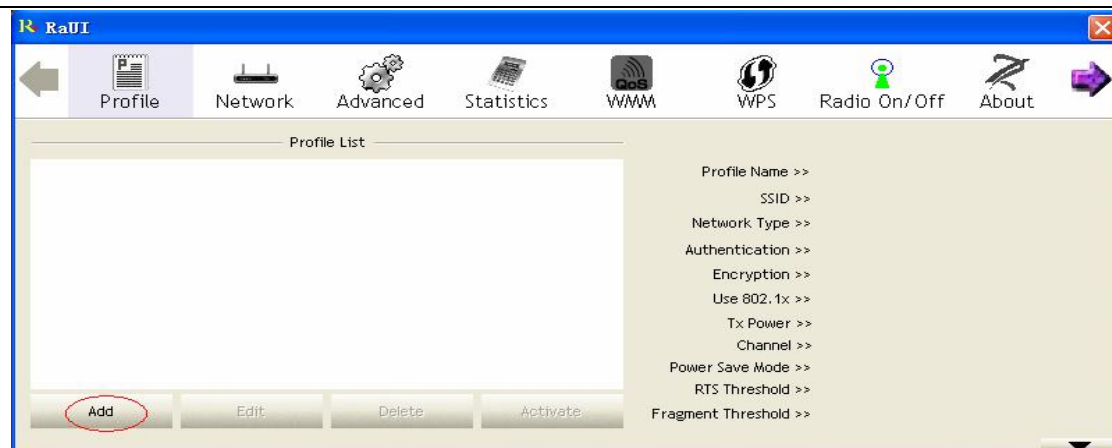 RaUI
Profile Network Advanced Statistics QoS WMM WPS Radio On/Off About
Profile List
Profile Name >>
SSID >>
Network Type >>
Authentication >>
Encryption >>
Use 802.1x >>
Tx Power >>
Channel >>
Power Save Mode >>
RTS Threshold >>
Fragment Threshold >>
Add Edit Delete Activate